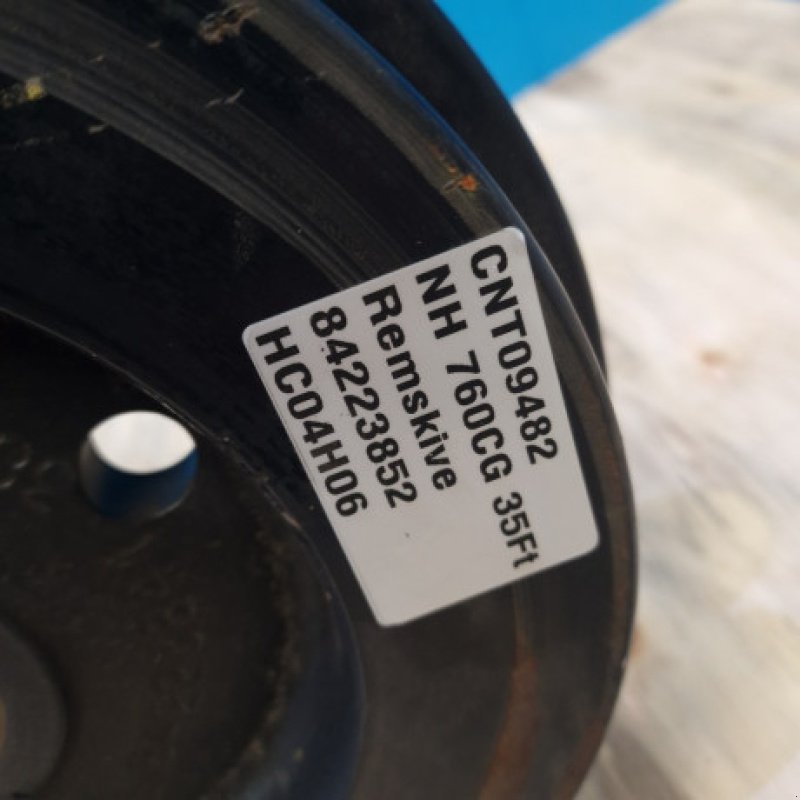 CNT09482
NH 760CG 35Ft
Remskive
84223852
HC04H06